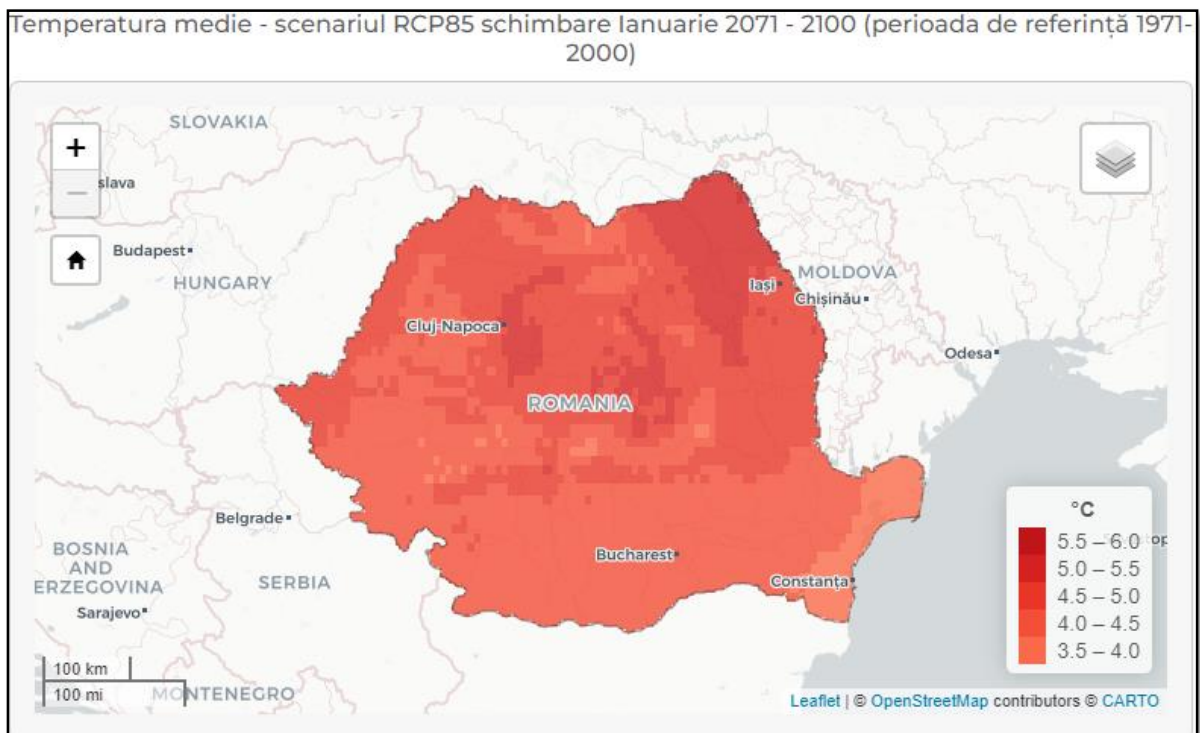 Temperatura medie - scenariul RCP85 schimbare Ianuarie 2071 - 2100 (perioada de referință 1971-
2000)
SLOVAKIA
+
slava
−
Budapest
HUNGARY
MOLDOVA
Iași
Chișinău
Cluj-Napoca
Odesa
ROMANIA
Belgrade
BOSNIA
AND
ERZEGOVINA
SERBIA
Bucharest
Constanța
Sarajevo
°C
5.5 – 6.0
5.0 – 5.5
4.5 – 5.0
4.0 – 4.5
3.5 – 4.0
100 km
100 mi
MONTENEGRO
Leaflet | © OpenStreetMap contributors © CARTO